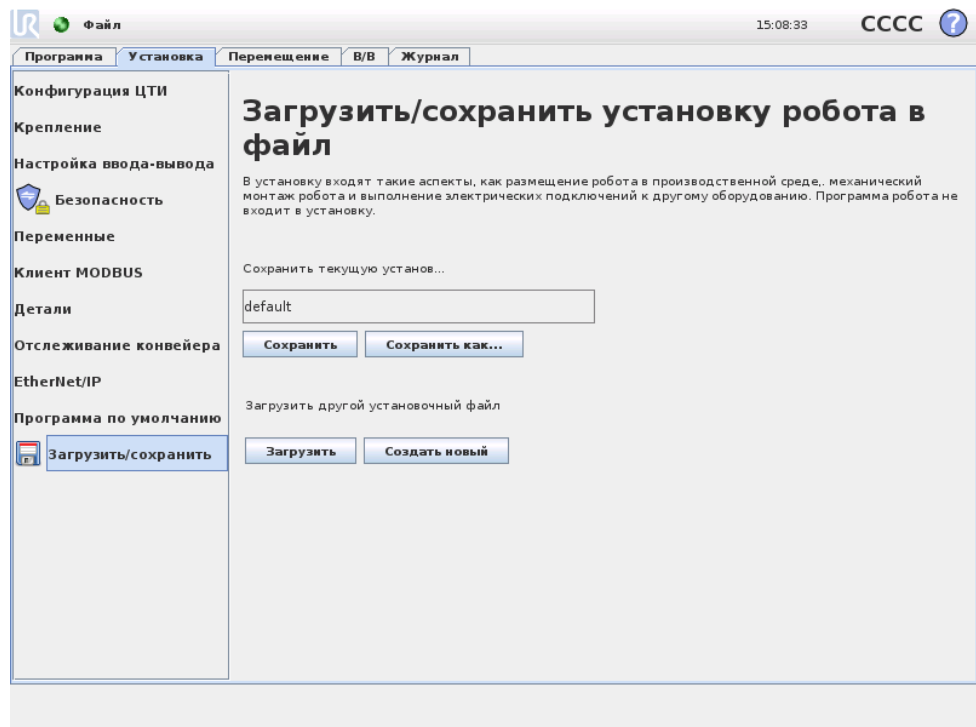 UR Файл 15:08:33 CCCC ?
Программа Установка Перемещение В/В Журнал
Конфигурация ЦТИ
Крепление
Настройка ввода-вывода
Безопасность
Переменные
Клиент MODBUS
Детали
Отслеживание конвейера
EtherNet/IP
Программа по умолчанию
Загрузить/сохранить
Загрузить/сохранить установку робота в
файл
В установку входят такие аспекты, как размещение робота в производственной среде,. механический
монтаж робота и выполнение электрических подключений к другому оборудованию. Программа робота не
входит в установку.
Сохранить текущую установ...
default
Сохранить Сохранить как...
Загрузить другой установочный файл
Загрузить Создать новый